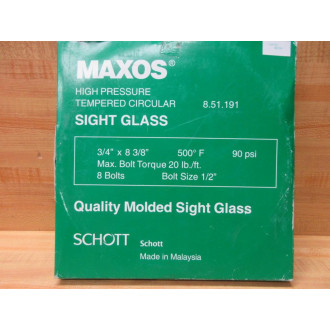 MAXOS®
HIGH PRESSURE
TEMPERED CIRCULAR 8.51.191
SIGHT GLASS
3/4" x 8 3/8" 500° F 90 psi
Max. Bolt Torque 20 lb./ft.
8 Bolts Bolt Size 1/2"
Quality Molded Sight Glass
SCHOTT Schott
Made in Malaysia